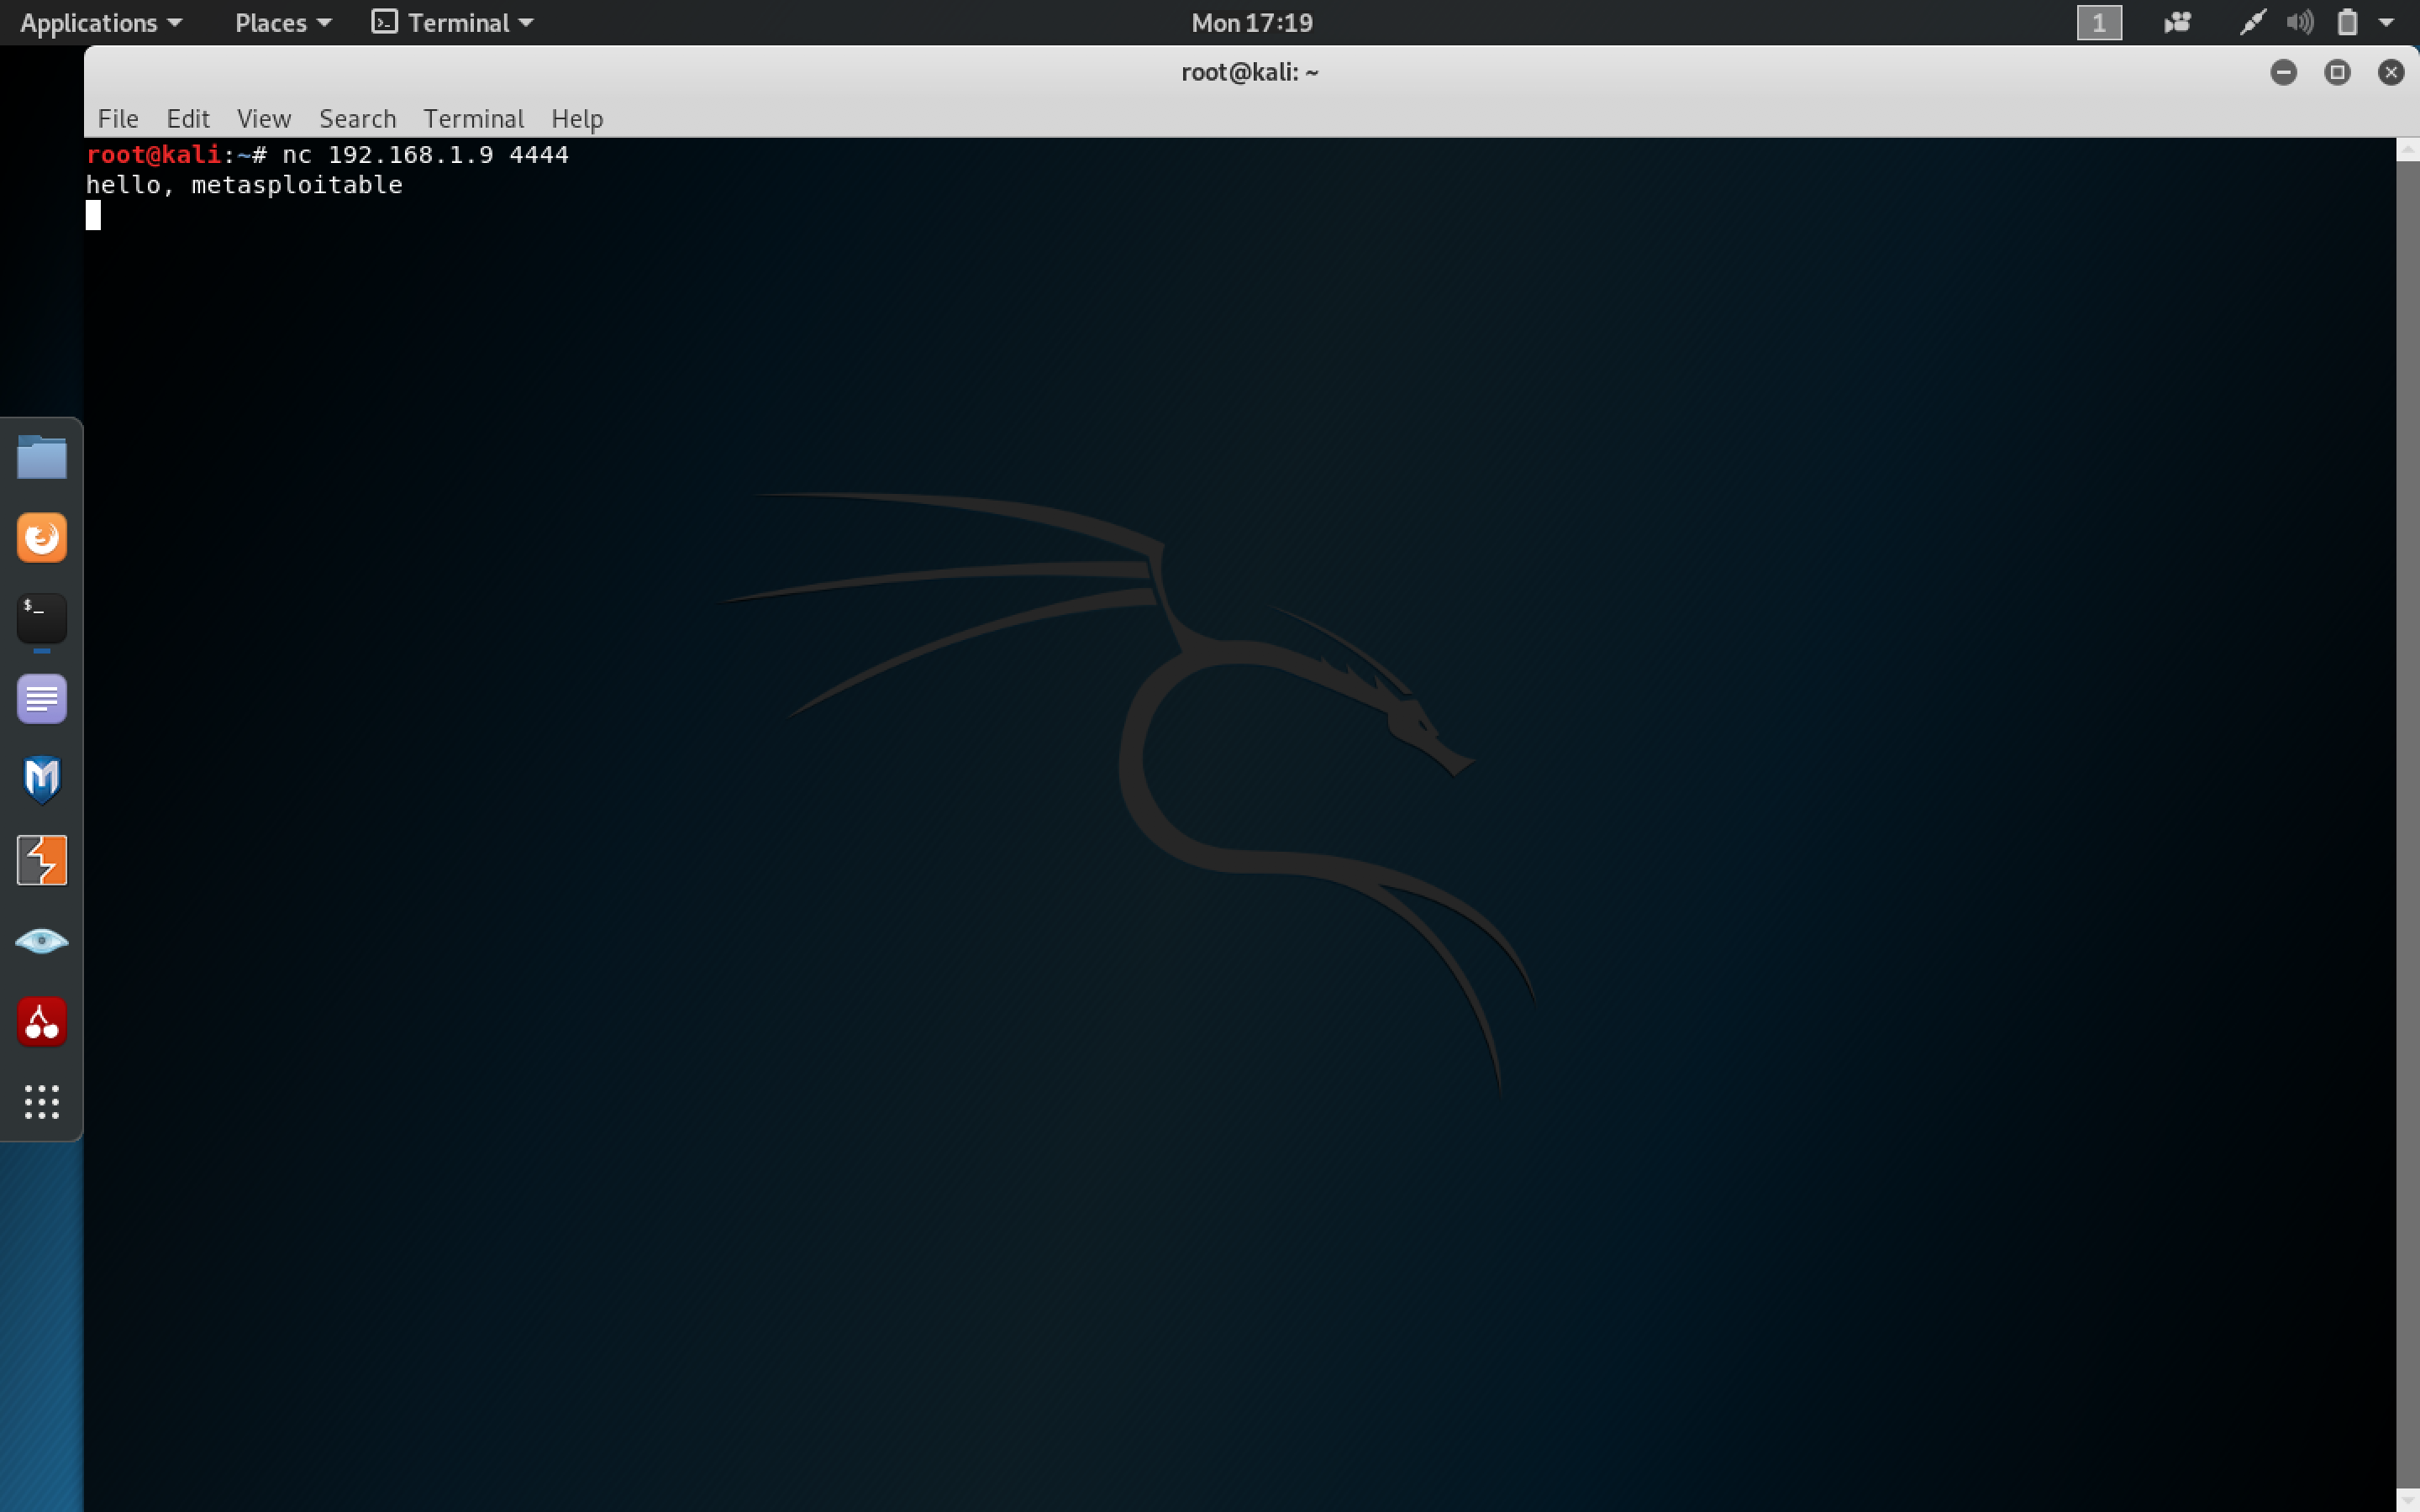 Applications Places Terminal Mon 17:19 1
root@kali: ~
File Edit View Search Terminal Help
root@kali:~# nc 192.168.1.9 4444
hello, metasploitable
$_